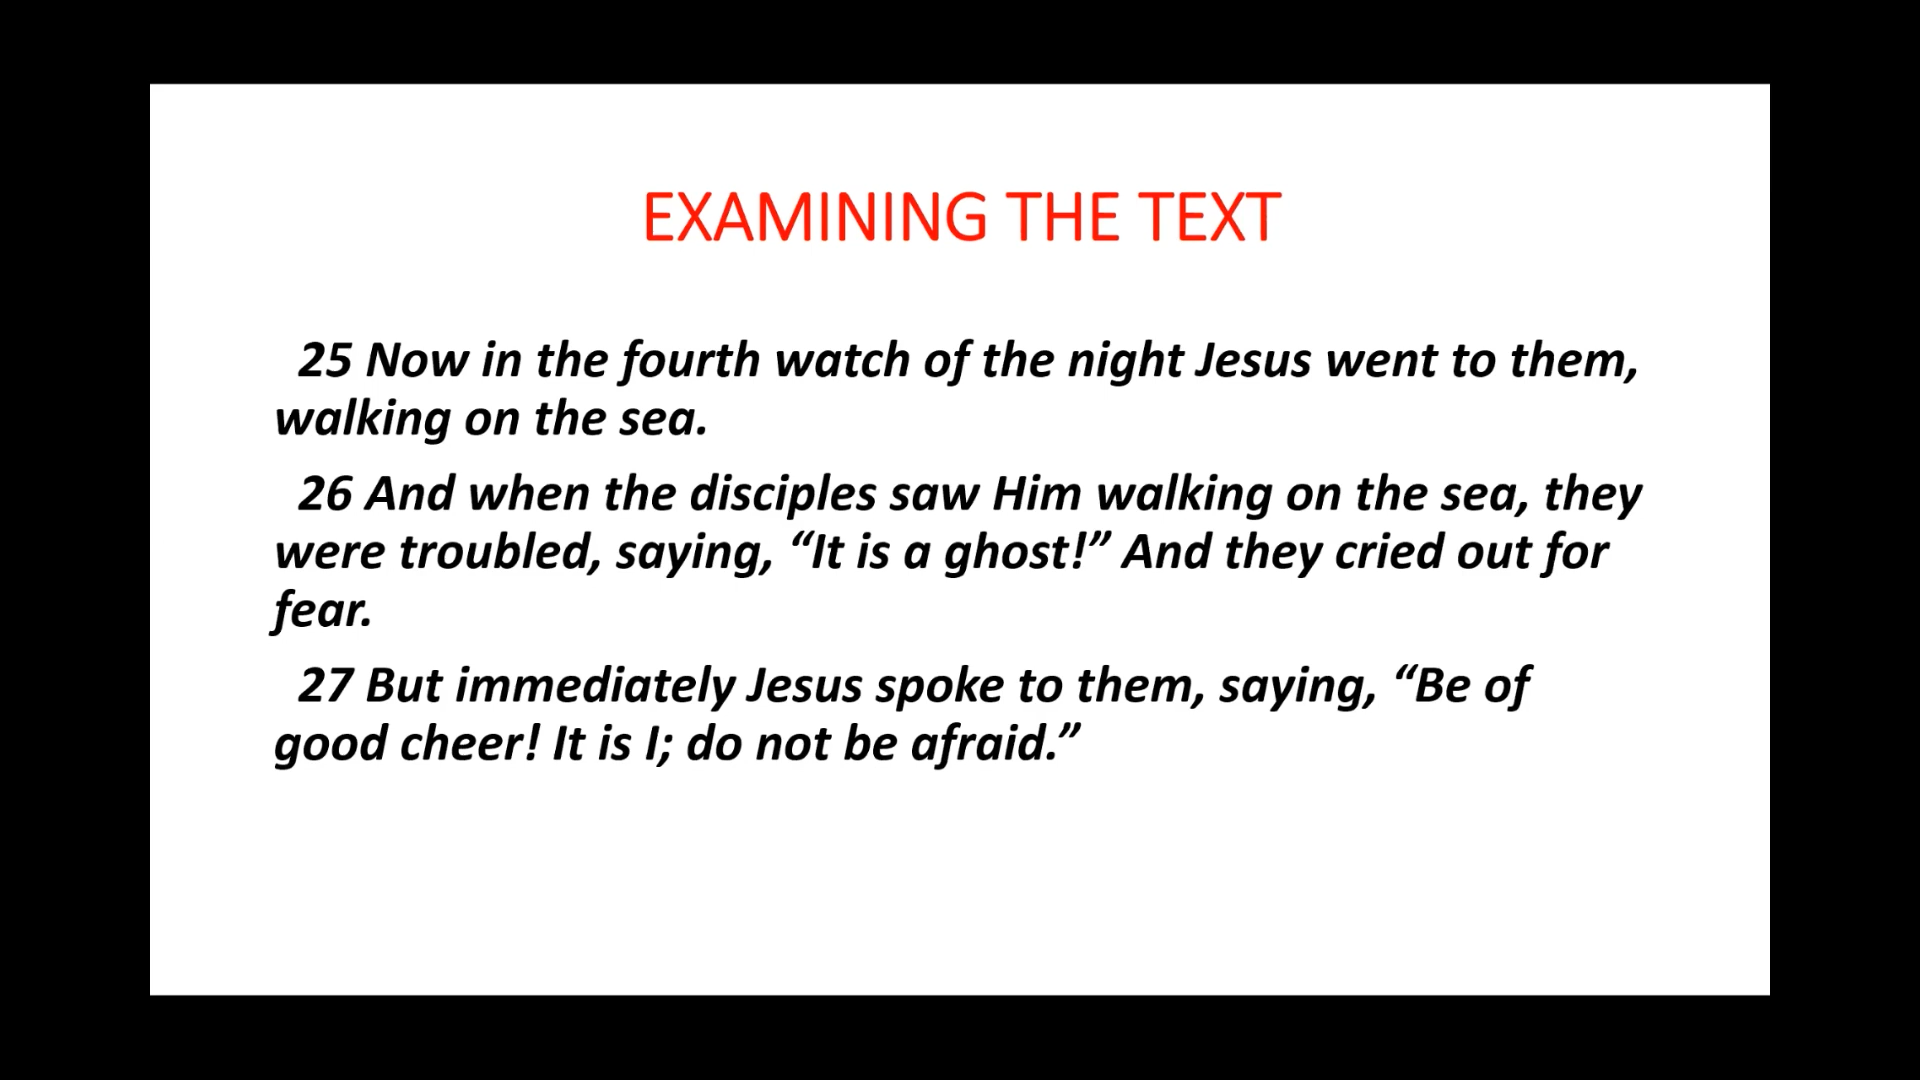 EXAMINING THE TEXT
25 Now in the fourth watch of the night Jesus went to them,
walking on the sea.
26 And when the disciples saw Him walking on the sea, they
were troubled, saying, “It is a ghost!” And they cried out for
fear.
27 But immediately Jesus spoke to them, saying, “Be of
good cheer! It is I; do not be afraid.”